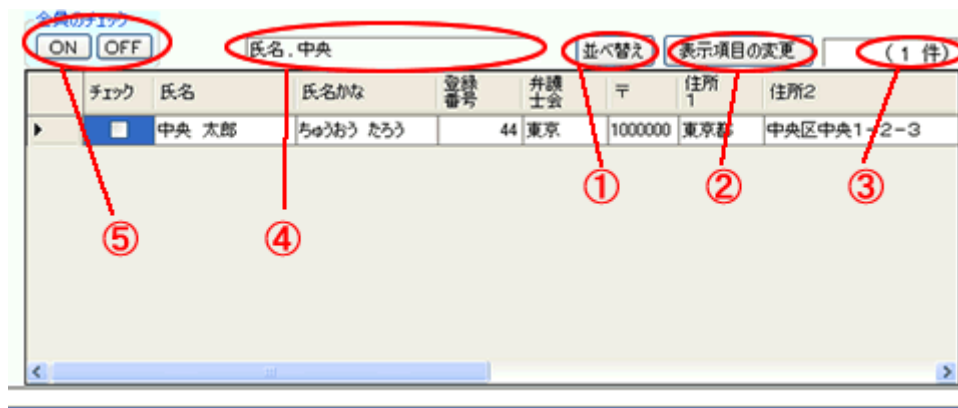 全員のチェック
ON OFF 氏名,中央 並べ替え 表示項目の変更 (1 件)
チェック 氏名 氏名かな 登録番号 弁護士会 〒 住所1 住所2
中央 太郎 ちゅうおう たろう 44 東京 1000000 東京都 中央区中央1-2-3
① ② ③
⑤ ④